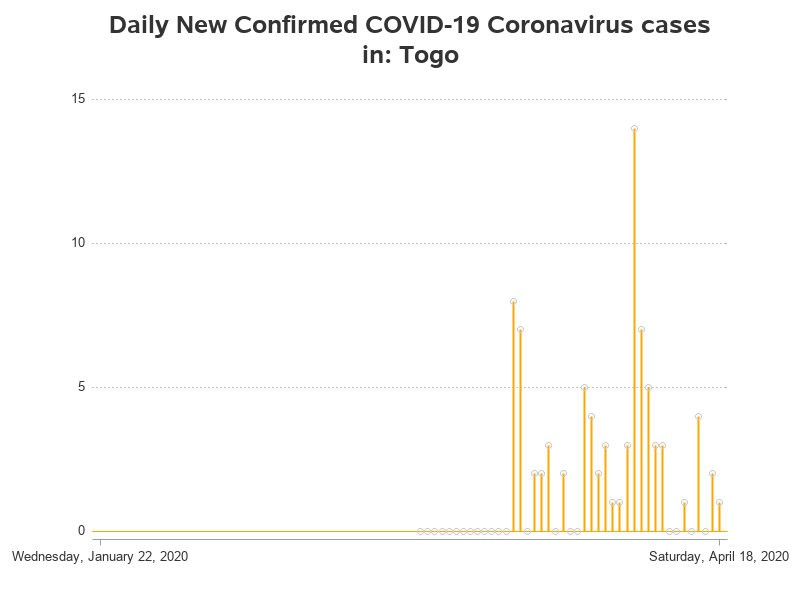 Daily New Confirmed COVID-19 Coronavirus cases
in: Togo
15
10
5
0
Wednesday, January 22, 2020
Saturday, April 18, 2020